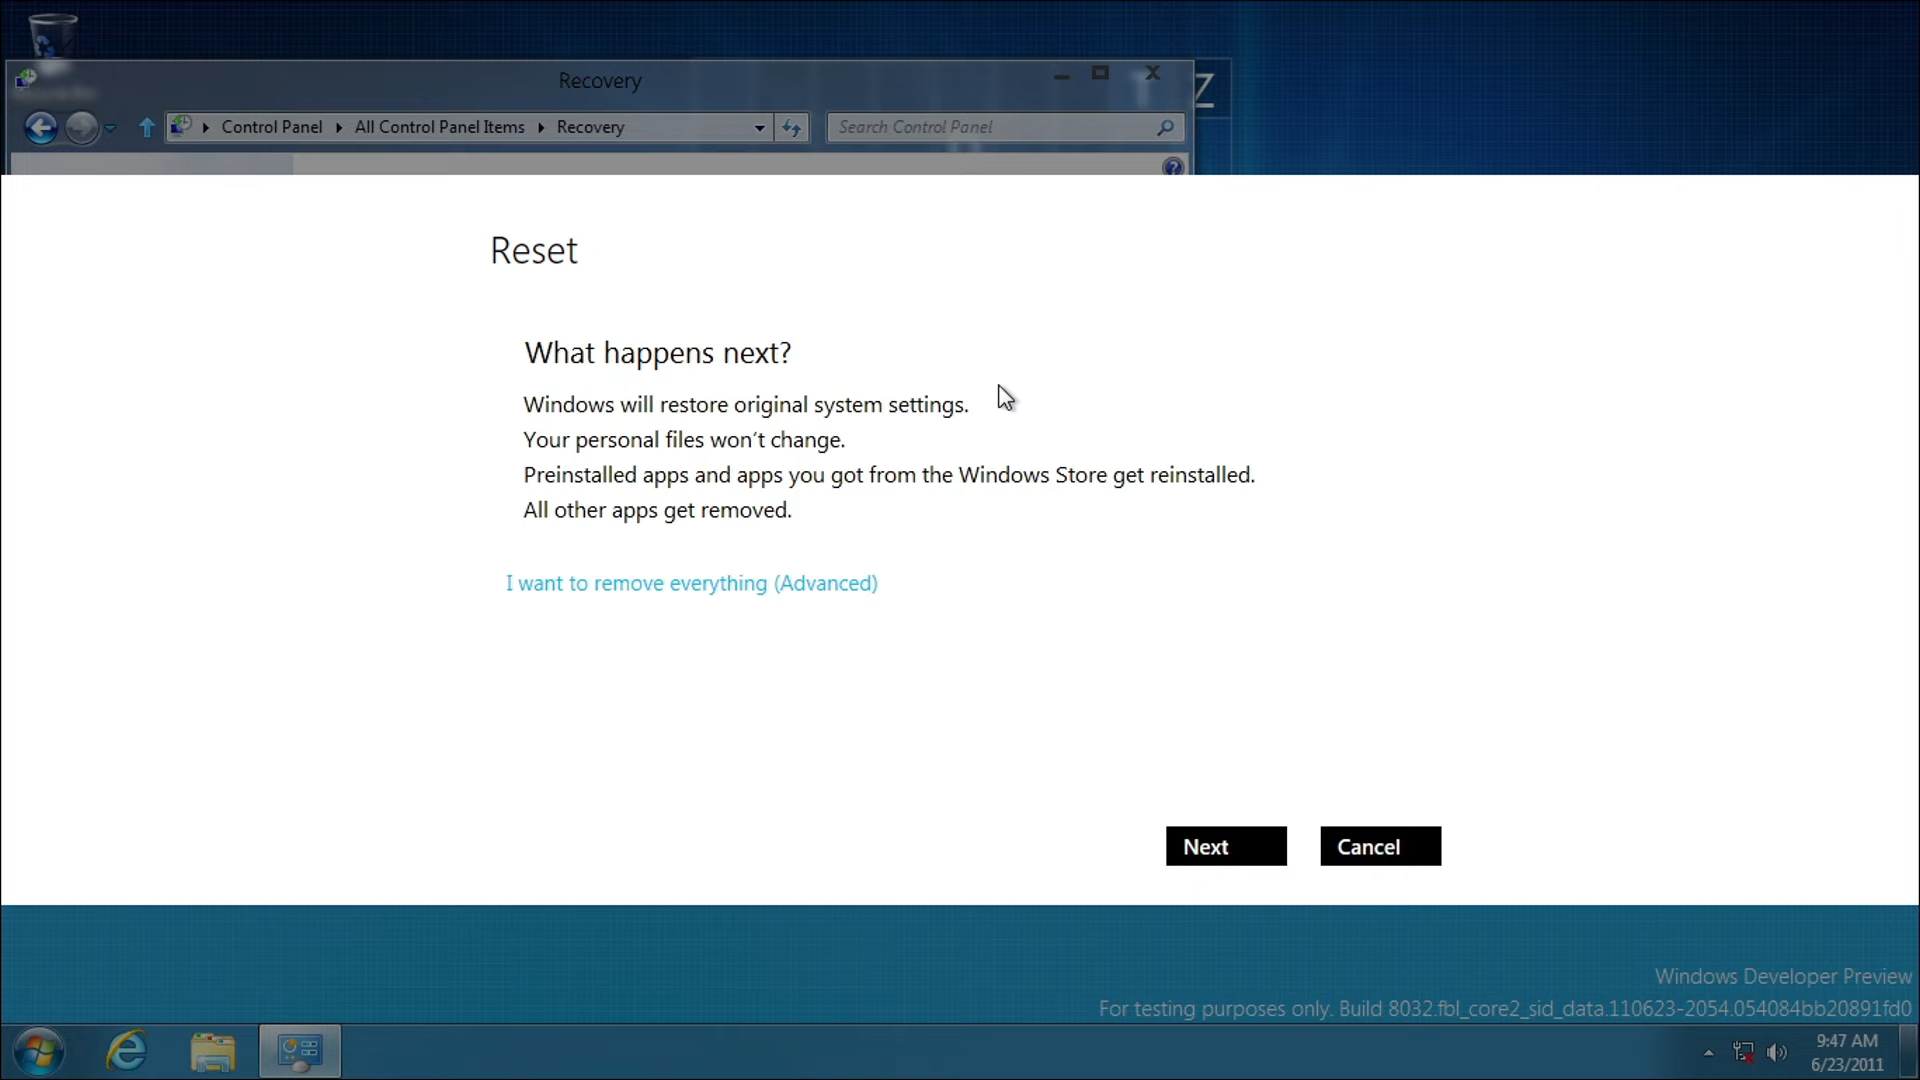 Recovery
Z
Control Panel
All Control Panel Items
Recovery
Search Control Panel
Reset
What happens next?
Windows will restore original system settings.
Your personal files won't change.
Preinstalled apps and apps you got from the Windows Store get reinstalled.
All other apps get removed.
I want to remove everything (Advanced)
Next
Cancel
Windows Developer Preview
For testing purposes only. Build 8032.fbl_core2_sid_data.110623-2054.054084bb20891fd0
9:47 AM
6/23/2011